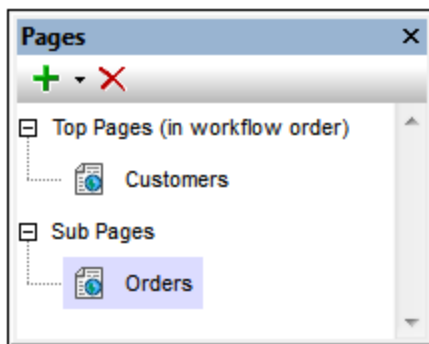 Pages
Top Pages (in workflow order)
Customers
Sub Pages
Orders